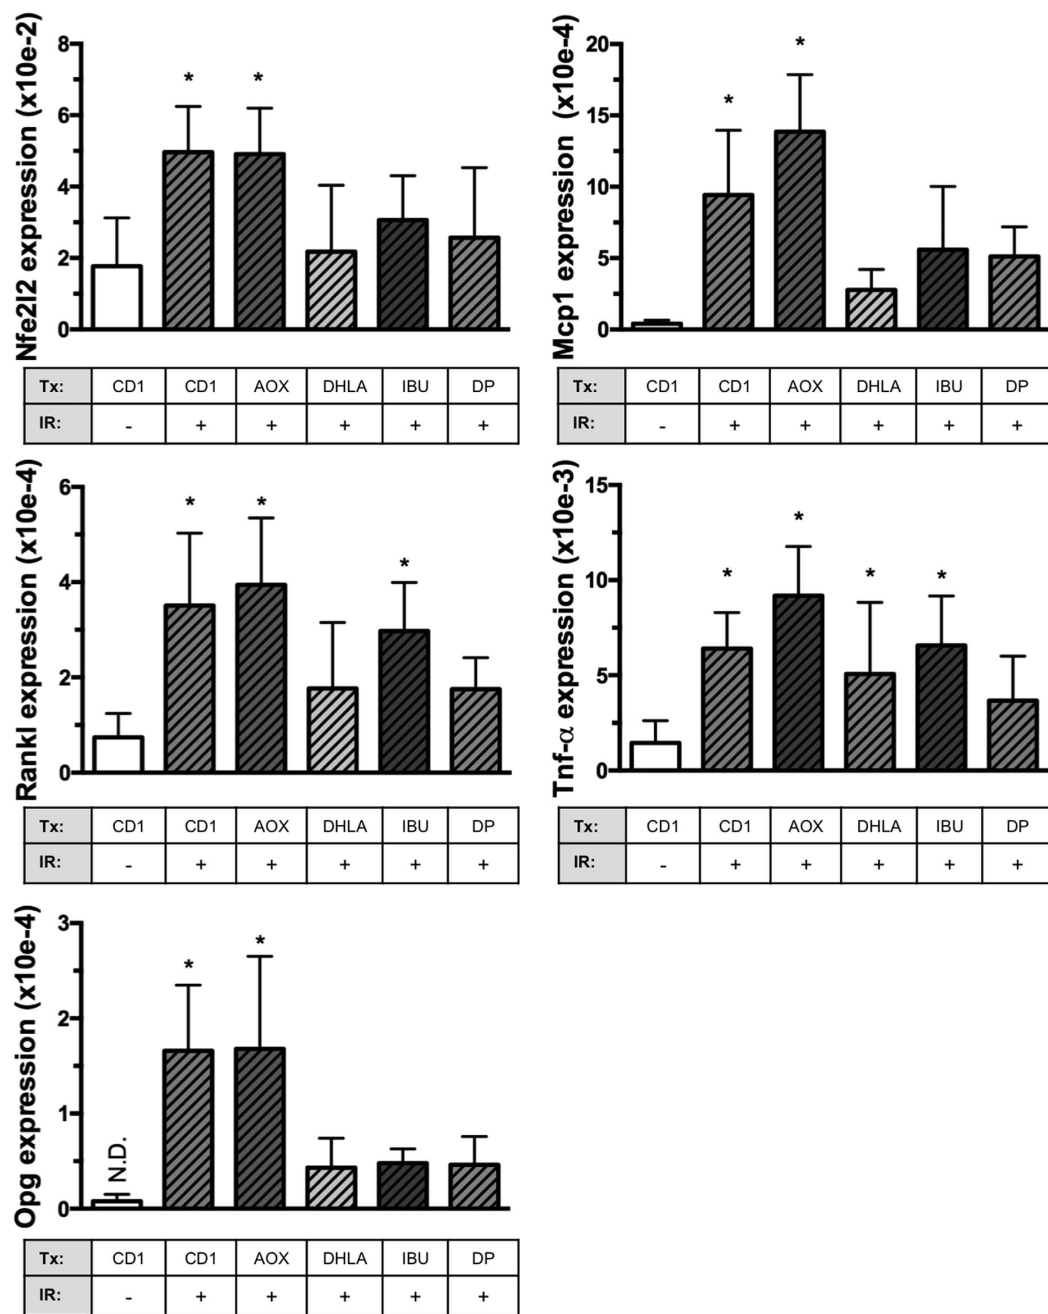 Nfe2l2 expression (x10e-2)
8
*
*
6
4
2
0
Tx: CD1 CD1 AOX DHLA IBU DP
IR: - + + + + +
Mcp1 expression (x10e-4)
20
*
*
15
10
5
0
Tx: CD1 CD1 AOX DHLA IBU DP
IR: - + + + + +
Rankl expression (x10e-4)
6
*
*
*
4
2
0
Tx: CD1 CD1 AOX DHLA IBU DP
IR: - + + + + +
Tnf-α expression (x10e-3)
15
*
*
*
*
10
5
0
Tx: CD1 CD1 AOX DHLA IBU DP
IR: - + + + + +
Opg expression (x10e-4)
3
*
*
2
1
N.D.
0
Tx: CD1 CD1 AOX DHLA IBU DP
IR: - + + + + +